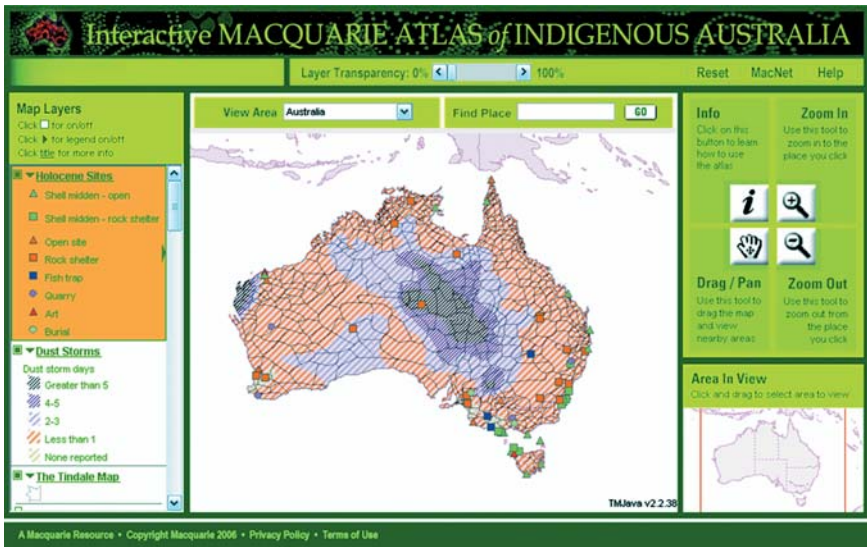 Interactive MACQUARIE ATLAS of INDIGENOUS AUSTRALIA
Layer Transparency: 0% 100%
Reset MacNet Help
Map Layers
Click for on/off
Click for legend on/off
Click title for more info
Holocene Sites
Shell midden - open
Shell midden - rock shelter
Open site
Rock shelter
Fish trap
Quarry
Art
Burial
Dust Storms
Dust storm days
Greater than 5
4-5
2-3
Less than 1
None reported
The Tindale Map
View Area Australia
Find Place GO
TMJava v2.2.38
Info
Click on this
button to learn
how to use
the atlas
Zoom In
Use this tool to
zoom in to the
place you click
i
Drag / Pan
Use this tool to
drag the map
and view
nearby areas
Zoom Out
Use this tool to
zoom out from
the place
you click
Area In View
Click and drag to select area to view
A Macquarie Resource • Copyright Macquarie 2006 • Privacy Policy • Terms of Use